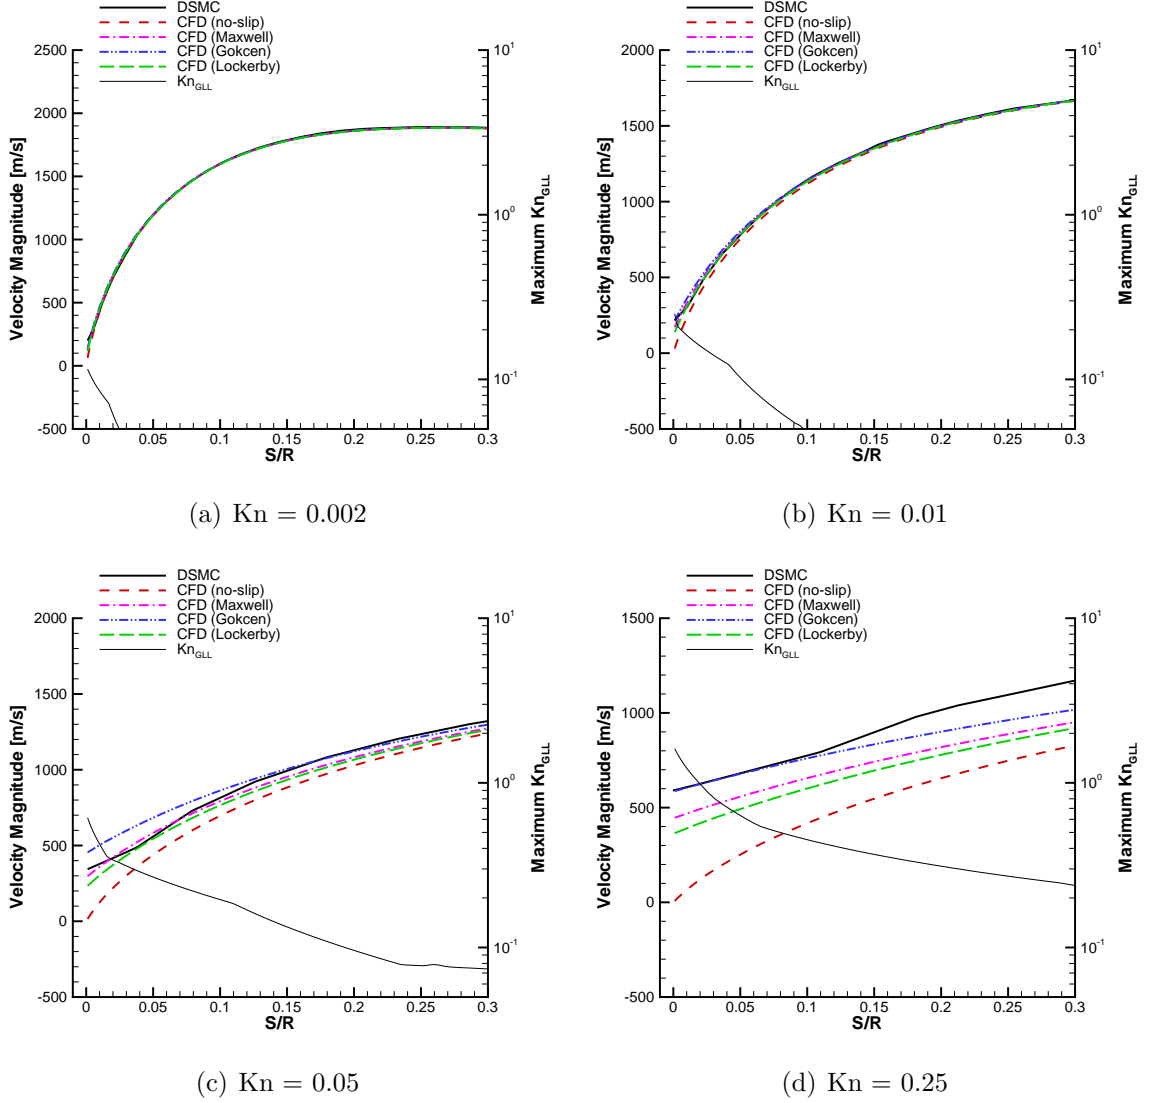 DSMC
CFD (no-slip)
CFD (Maxwell)
CFD (Gokcen)
CFD (Lockerby)
Kn_GLL
Velocity Magnitude [m/s]
2500
2000
1500
1000
500
0
-500
0 0.05 0.1 0.15 0.2 0.25 0.3
S/R
10^1
10^0
10^-1
Maximum Kn_GLL
(a) Kn = 0.002
DSMC
CFD (no-slip)
CFD (Maxwell)
CFD (Gokcen)
CFD (Lockerby)
Kn_GLL
Velocity Magnitude [m/s]
2000
1500
1000
500
0
-500
0 0.05 0.1 0.15 0.2 0.25 0.3
S/R
10^1
10^0
10^-1
Maximum Kn_GLL
(b) Kn = 0.01
DSMC
CFD (no-slip)
CFD (Maxwell)
CFD (Gokcen)
CFD (Lockerby)
Kn_GLL
Velocity Magnitude [m/s]
2000
1500
1000
500
0
-500
0 0.05 0.1 0.15 0.2 0.25 0.3
S/R
10^1
10^0
10^-1
Maximum Kn_GLL
(c) Kn = 0.05
DSMC
CFD (no-slip)
CFD (Maxwell)
CFD (Gokcen)
CFD (Lockerby)
Kn_GLL
Velocity Magnitude [m/s]
1500
1000
500
0
-500
0 0.05 0.1 0.15 0.2 0.25 0.3
S/R
10^1
10^0
10^-1
Maximum Kn_GLL
(d) Kn = 0.25